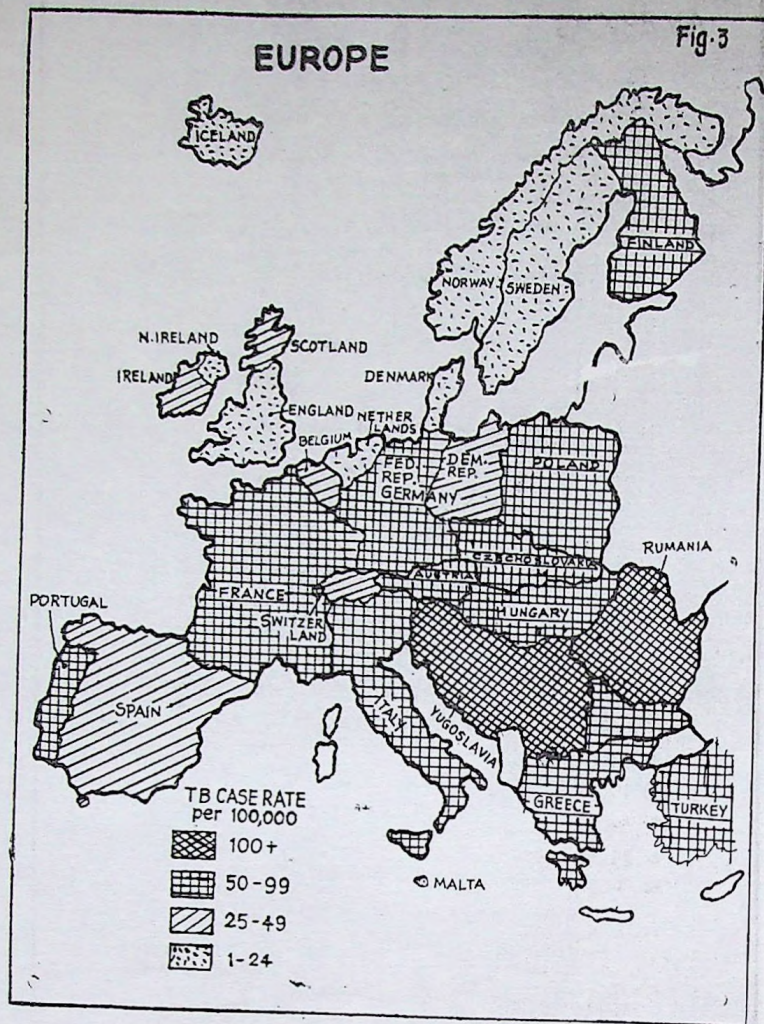 Fig.3
EUROPE
ICELAND
FINLAND
NORWAY
SWEDEN
N.IRELAND
SCOTLAND
IRELAND
DENMARK
ENGLAND
NETHER
LANDS
BELGIUM
FED.
REP.
GERMANY
DEM.
REP.
POLAND
RUMANIA
CZECHOSLOVAKIA
AUSTRIA
FRANCE
HUNGARY
PORTUGAL
SWITZER
LAND
SPAIN
ITALY
YUGOSLAVIA
TB CASE RATE
per 100,000
100+
50-99
25-49
1-24
GREECE
TURKEY
MALTA